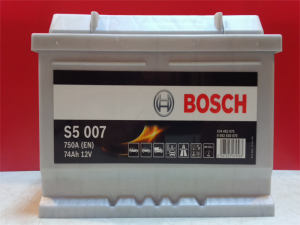 BOSCH
S5 007
750A (EN)
74Ah 12V